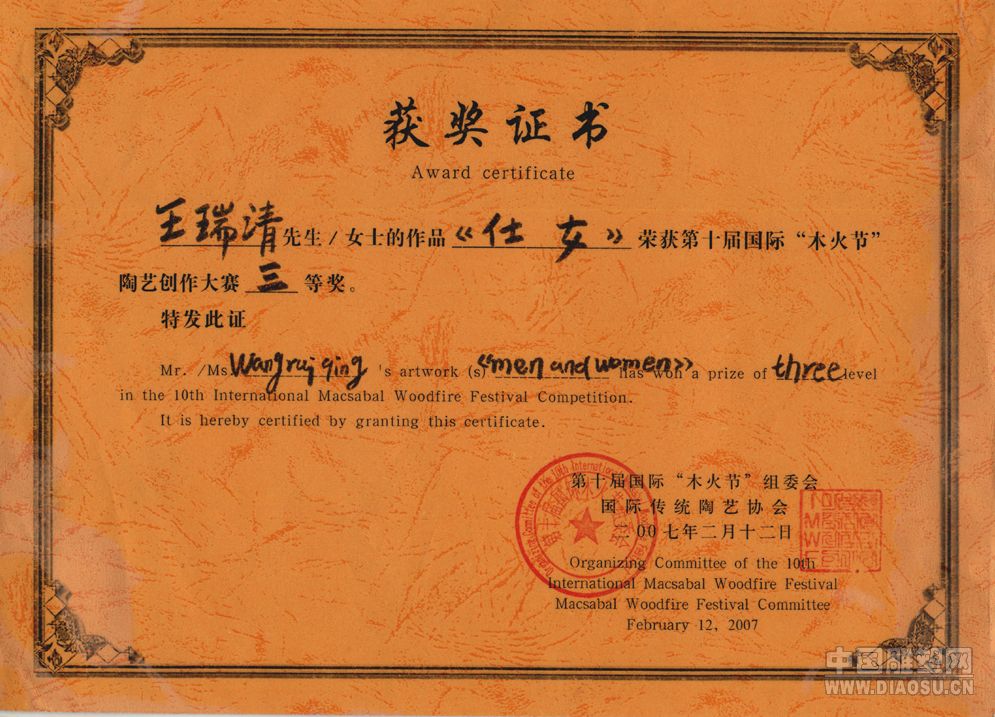 获奖证书
Award certificate
王瑞清先生/女士的作品《仕女》荣获第十届国际“木火节”
陶艺创作大赛三等奖。
特发此证
Mr. /Ms Wangruiqing 's artwork (s) 《men and women》 has won a prize of three level
in the 10th International Macsabal Woodfire Festival Competition.
It is hereby certified by granting this certificate.
第十届国际“木火节”组委会
国际传统陶艺协会
二00七年二月十二日
Organizing Committee of the 10th
International Macsabal Woodfire Festival
Macsabal Woodfire Festival Committee
February 12, 2007
中国雕塑网
WWW.DIAOSU.CN